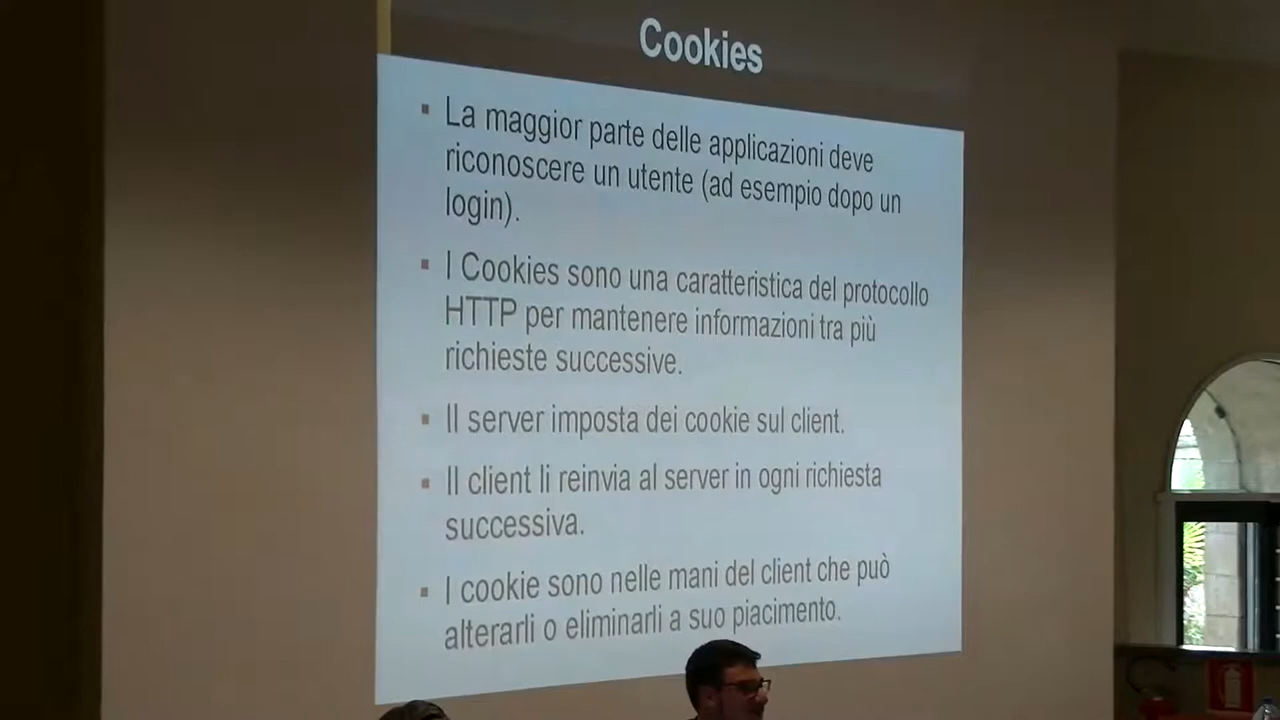 Cookies
La maggior parte delle applicazioni deve
riconoscere un utente (ad esempio dopo un
login).
I Cookies sono una caratteristica del protocollo
HTTP per mantenere informazioni tra più
richieste successive.
Il server imposta dei cookie sul client.
Il client li reinvia al server in ogni richiesta
successiva.
I cookie sono nelle mani del client che può
alterarli o eliminarli a suo piacimento.